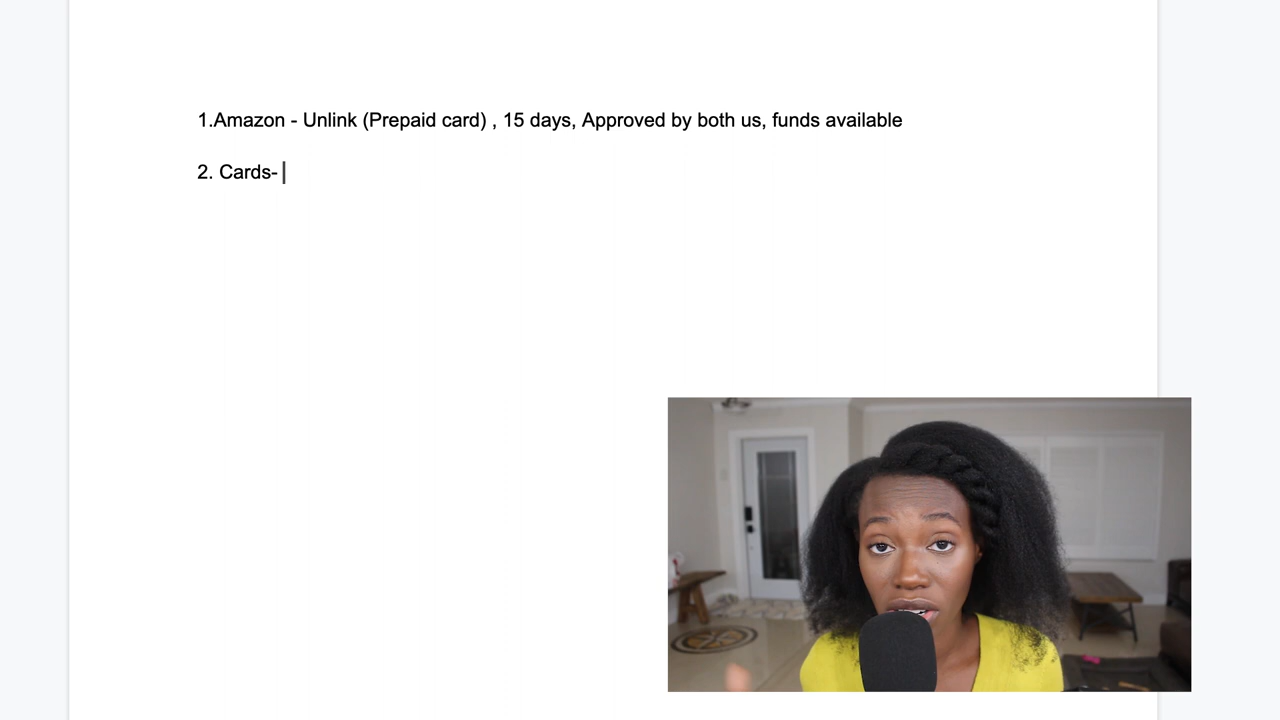 1.Amazon - Unlink (Prepaid card) , 15 days, Approved by both us, funds available
2. Cards-